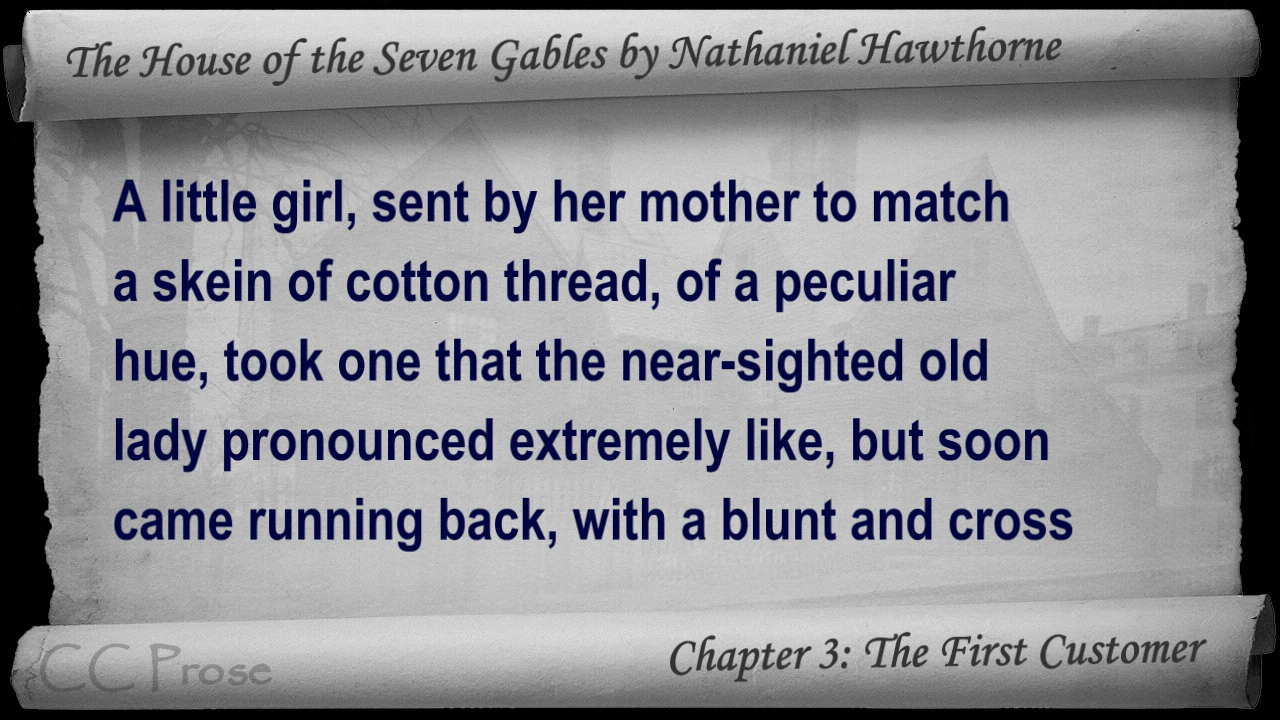 The House of the Seven Gables by Nathaniel Hawthorne
A little girl, sent by her mother to match
a skein of cotton thread, of a peculiar
hue, took one that the near-sighted old
lady pronounced extremely like, but soon
came running back, with a blunt and cross
CC Prose
Chapter 3: The First Customer